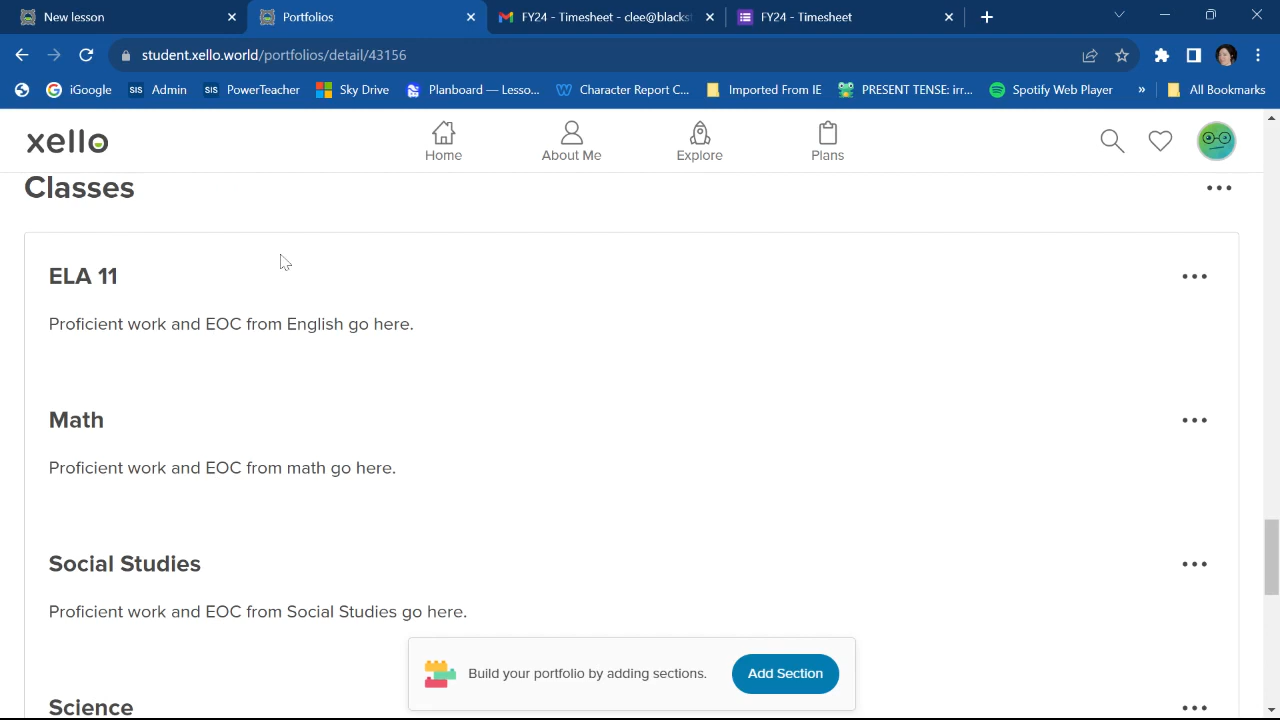 New lesson
Portfolios
FY24 - Timesheet - clee@blackst
FY24 - Timesheet
student.xello.world/portfolios/detail/43156
iGoogle
SIS Admin
SIS PowerTeacher
Sky Drive
Planboard — Lesso...
Character Report C...
Imported From IE
PRESENT TENSE: irr...
Spotify Web Player
»
All Bookmarks
xello
Home
About Me
Explore
Plans
Classes
ELA 11
Proficient work and EOC from English go here.
Math
Proficient work and EOC from math go here.
Social Studies
Proficient work and EOC from Social Studies go here.
Build your portfolio by adding sections.
Add Section
Science